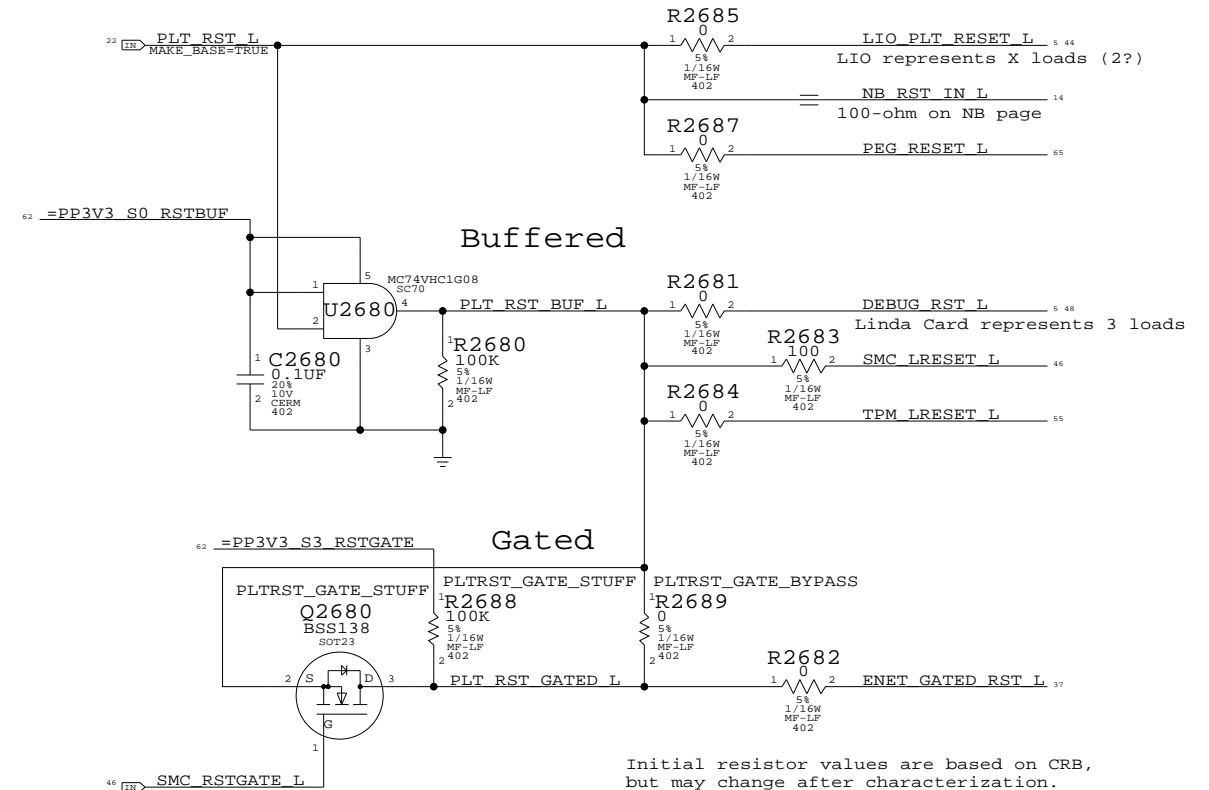 R2685
0
1
2
5%
1/16W
MF-LF
402
22 IN PLT_RST_L
MAKE_BASE=TRUE
LIO_PLT_RESET_L 5 44
LIO represents X loads (2?)
NB_RST_IN_L 14
100-ohm on NB page
R2687
0
1
2
5%
1/16W
MF-LF
402
PEG_RESET_L 65
62 =PP3V3_S0_RSTBUF
Buffered
MC74VHC1G08
SC70
5
1
U2680
4
2
3
PLT_RST_BUF_L
R2681
0
1
2
5%
1/16W
MF-LF
402
DEBUG_RST_L 5 48
Linda Card represents 3 loads
R2683
100
1
2
5%
1/16W
MF-LF
402
SMC_LRESET_L 46
1
R2680
100K
5%
1/16W
MF-LF
2
402
1
C2680
0.1UF
20%
10V
2
CERM
402
R2684
0
1
2
5%
1/16W
MF-LF
402
TPM_LRESET_L 55
62 =PP3V3_S3_RSTGATE
Gated
PLTRST_GATE_STUFF
PLTRST_GATE_STUFF
PLTRST_GATE_BYPASS
Q2680
BSS138
SOT23
1
R2688
100K
5%
1/16W
MF-LF
2
402
1
R2689
0
5%
1/16W
MF-LF
2
402
2
S
D
3
G
1
PLT_RST_GATED_L
R2682
0
1
2
5%
1/16W
MF-LF
402
ENET_GATED_RST_L 37
46 IN SMC_RSTGATE_L
Initial resistor values are based on CRB,
but may change after characterization.